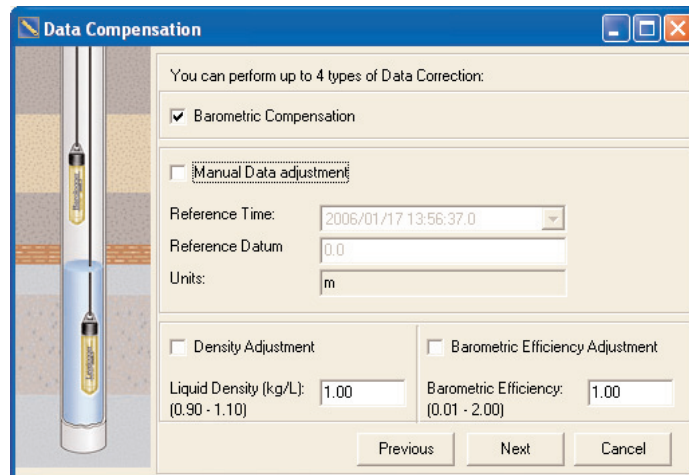 Data Compensation
You can perform up to 4 types of Data Correction:
Barometric Compensation
Manual Data adjustment
Reference Time:
2006/01/17 13:56:37.0
Reference Datum
0.0
Units:
m
Density Adjustment
Liquid Density (kg/L):
1.00
(0.90 - 1.10)
Barometric Efficiency Adjustment
Barometric Efficiency:
1.00
(0.01 - 2.00)
Previous
Next
Cancel
Barologger
Levelogger